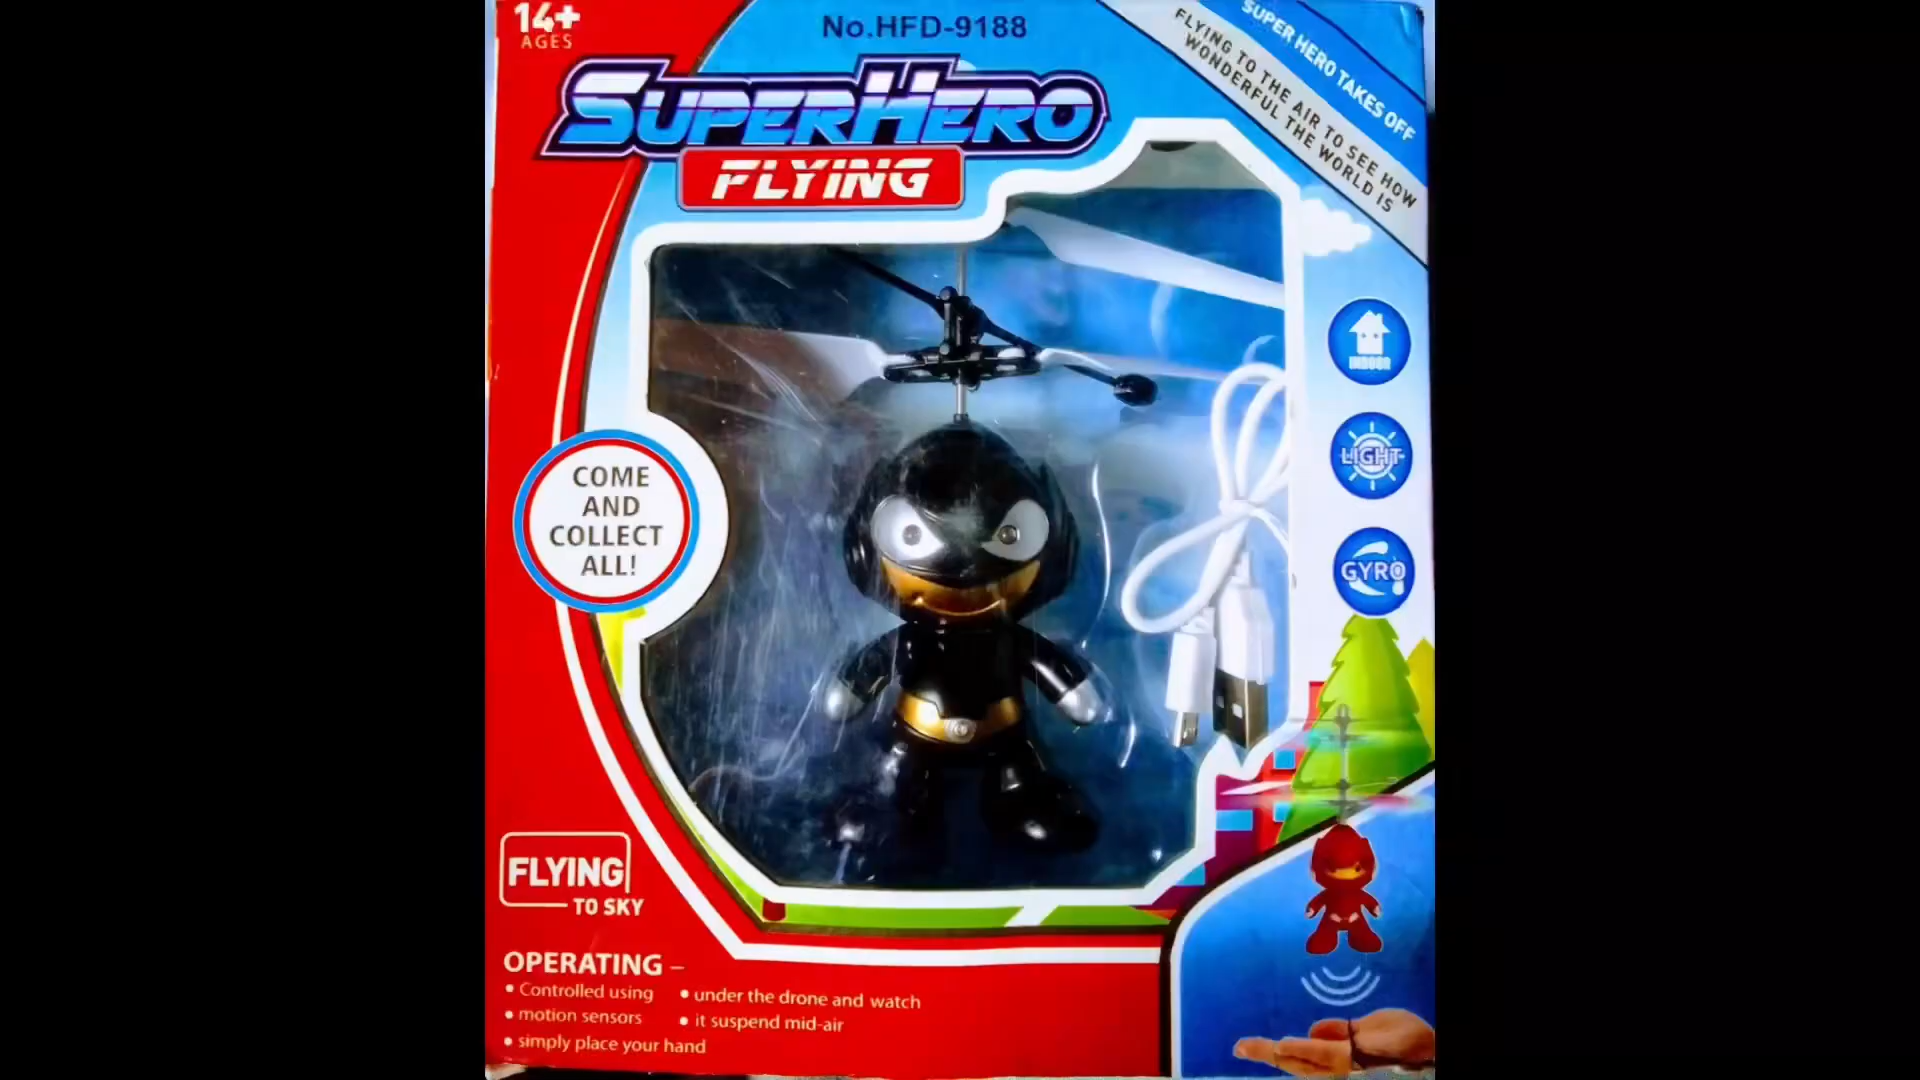 14+
AGES
No.HFD-9188
SUPERHERO
FLYING
SUPER HERO TAKES OFF
FLYING TO THE AIR TO SEE HOW
WONDERFUL THE WORLD IS
INDOOR
LIGHT
GYRO
COME
AND
COLLECT
ALL!
FLYING
TO SKY
OPERATING –
• Controlled using
• motion sensors
• simply place your hand
• under the drone and watch
• it suspend mid-air